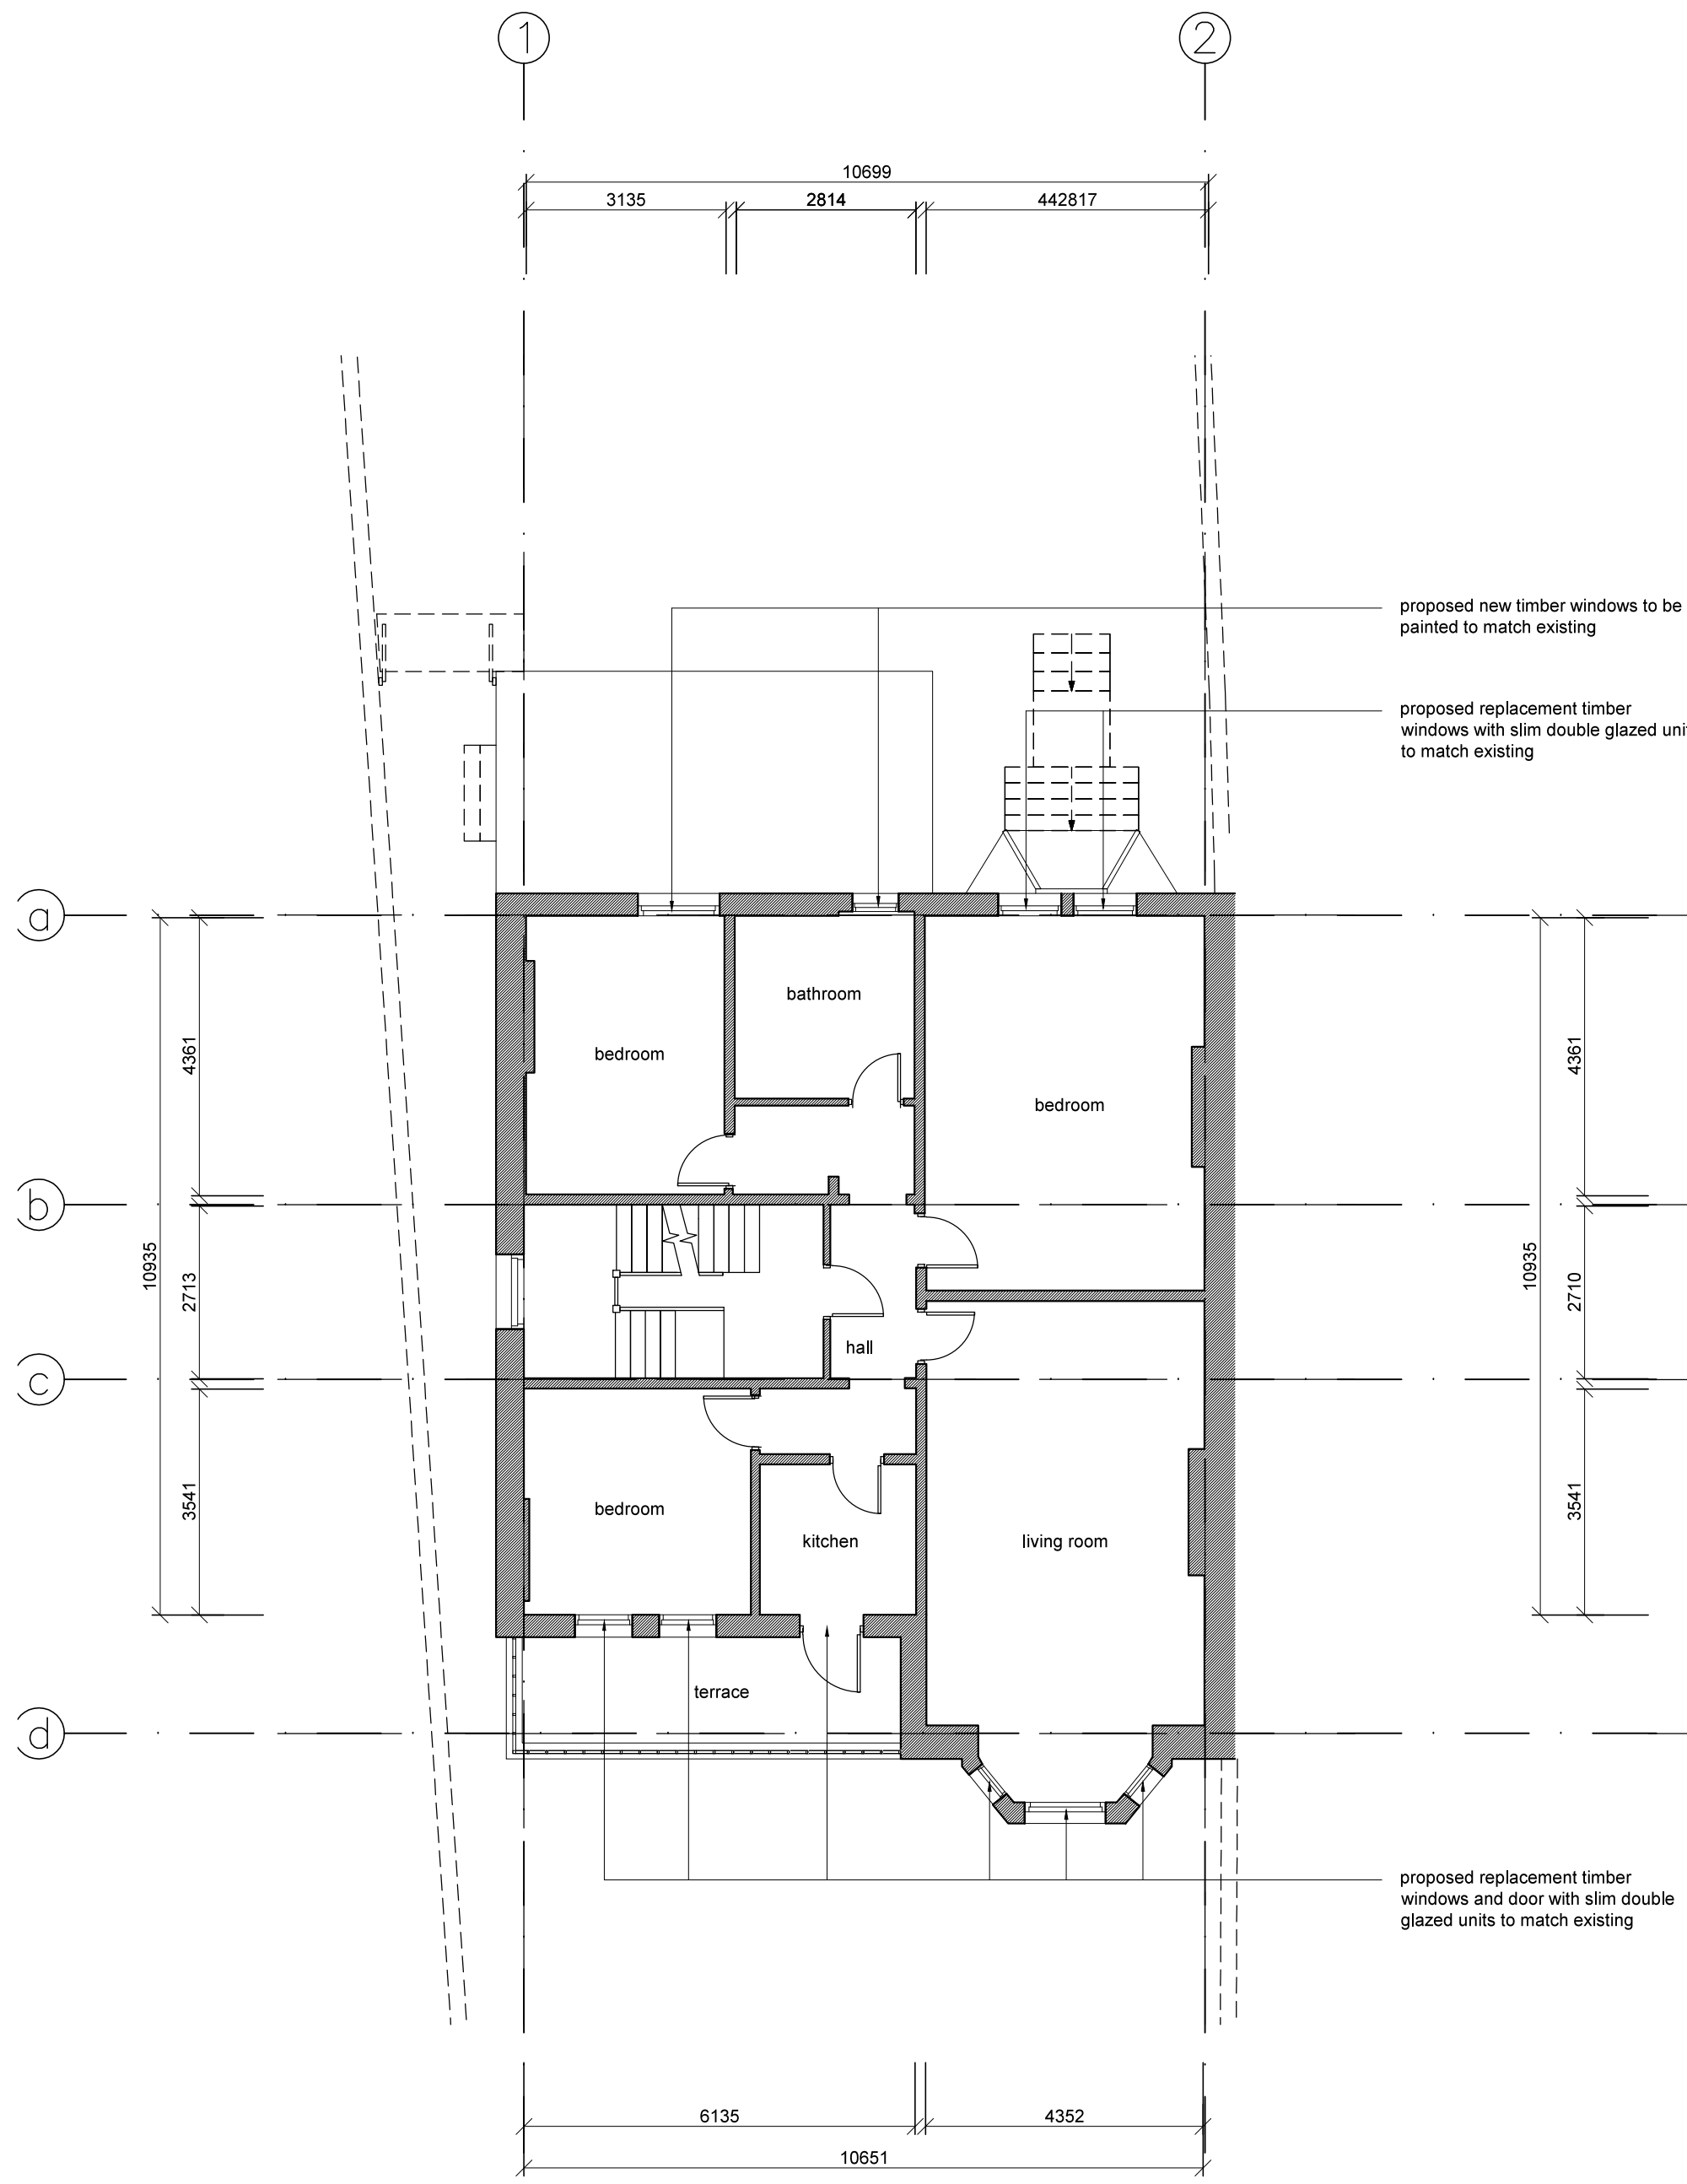 1
2
10699
3135
2814
442817
proposed new timber windows to be
painted to match existing
proposed replacement timber
windows with slim double glazed
to match existing
a
a
bathroom
4361
bedroom
4361
bedroom
b
10935
2713
10935
2710
hall
c
3541
bedroom
kitchen
living room
3541
terrace
d
proposed replacement timber
windows and door with slim double
glazed units to match existing
6135
4352
10651